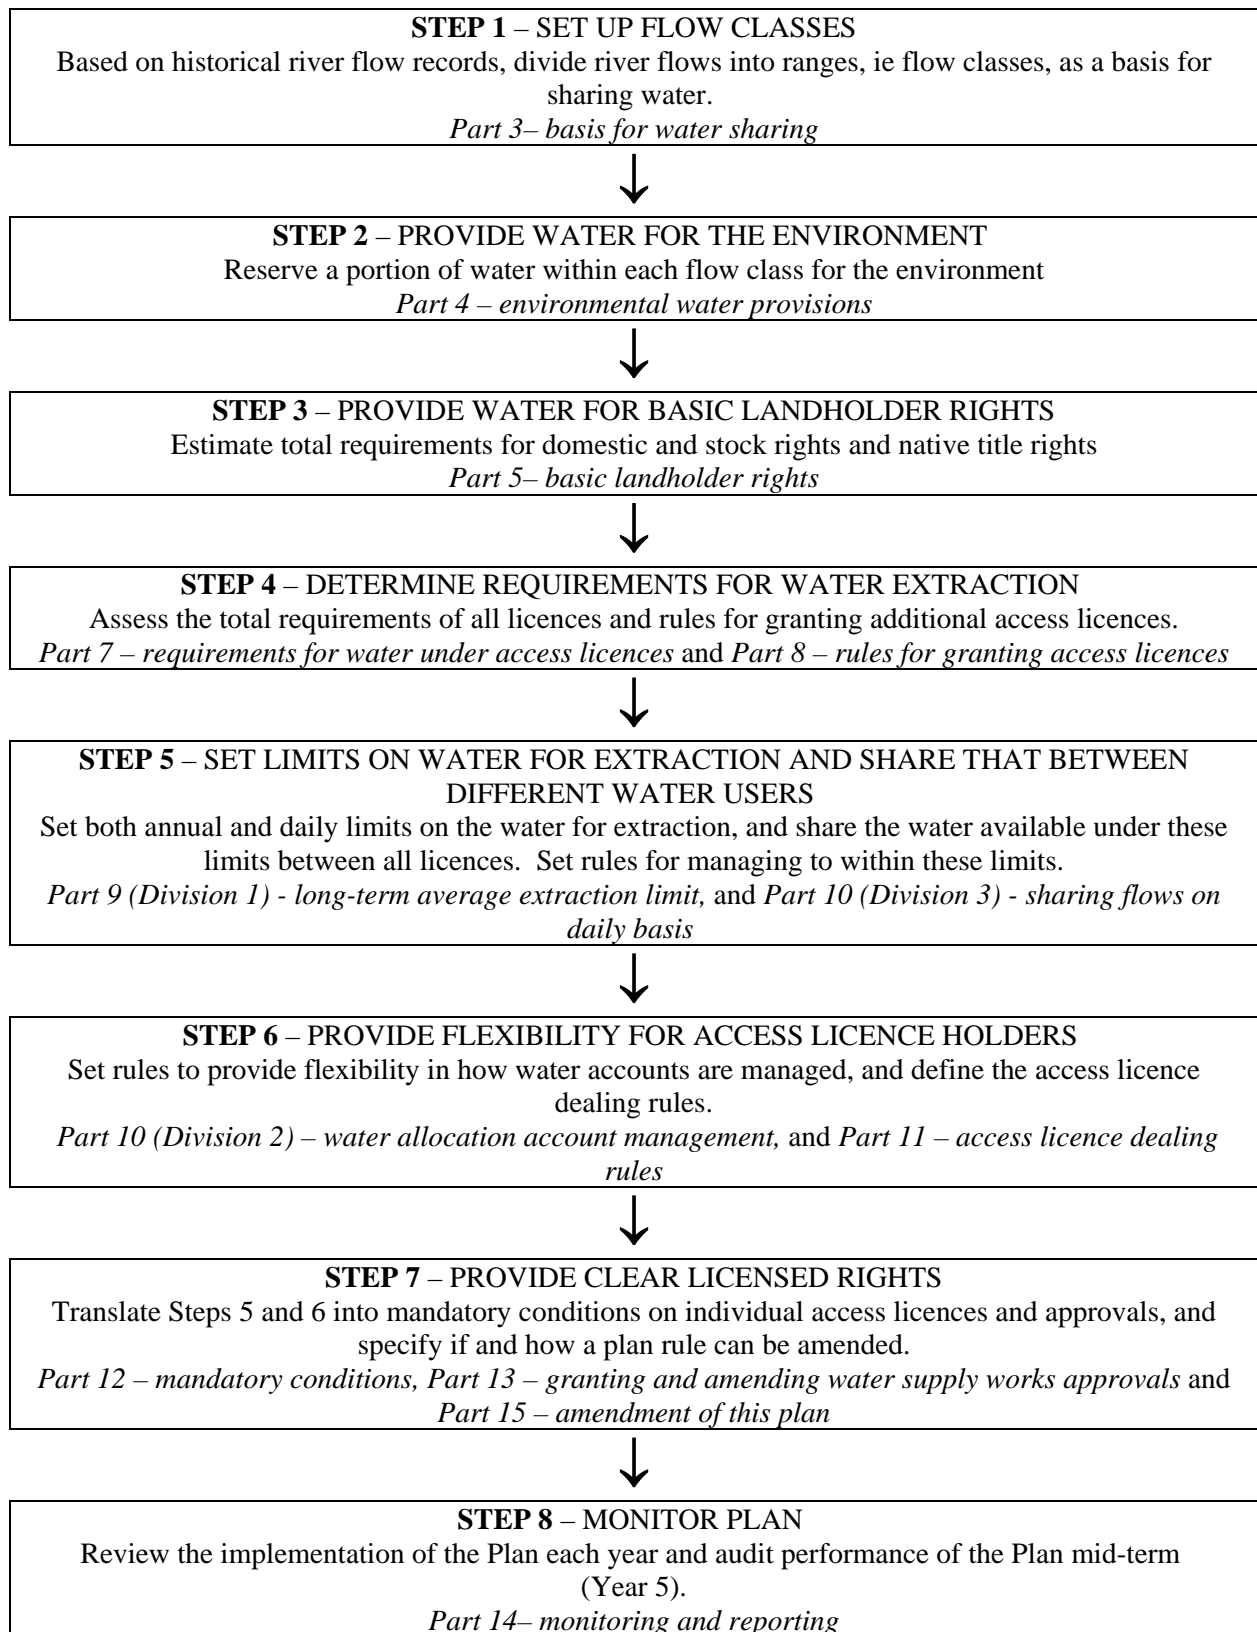 STEP 1 – SET UP FLOW CLASSES
Based on historical river flow records, divide river flows into ranges, ie flow classes, as a basis for
sharing water.
Part 3– basis for water sharing
STEP 2 – PROVIDE WATER FOR THE ENVIRONMENT
Reserve a portion of water within each flow class for the environment
Part 4 – environmental water provisions
STEP 3 – PROVIDE WATER FOR BASIC LANDHOLDER RIGHTS
Estimate total requirements for domestic and stock rights and native title rights
Part 5– basic landholder rights
STEP 4 – DETERMINE REQUIREMENTS FOR WATER EXTRACTION
Assess the total requirements of all licences and rules for granting additional access licences.
Part 7 – requirements for water under access licences and Part 8 – rules for granting access licences
STEP 5 – SET LIMITS ON WATER FOR EXTRACTION AND SHARE THAT BETWEEN
DIFFERENT WATER USERS
Set both annual and daily limits on the water for extraction, and share the water available under these
limits between all licences.  Set rules for managing to within these limits.
Part 9 (Division 1) - long-term average extraction limit, and Part 10 (Division 3) - sharing flows on
daily basis
STEP 6 – PROVIDE FLEXIBILITY FOR ACCESS LICENCE HOLDERS
Set rules to provide flexibility in how water accounts are managed, and define the access licence
dealing rules.
Part 10 (Division 2) – water allocation account management, and Part 11 – access licence dealing
rules
STEP 7 – PROVIDE CLEAR LICENSED RIGHTS
Translate Steps 5 and 6 into mandatory conditions on individual access licences and approvals, and
specify if and how a plan rule can be amended.
Part 12 – mandatory conditions, Part 13 – granting and amending water supply works approvals and
Part 15 – amendment of this plan
STEP 8 – MONITOR PLAN
Review the implementation of the Plan each year and audit performance of the Plan mid-term
(Year 5).
Part 14– monitoring and reporting